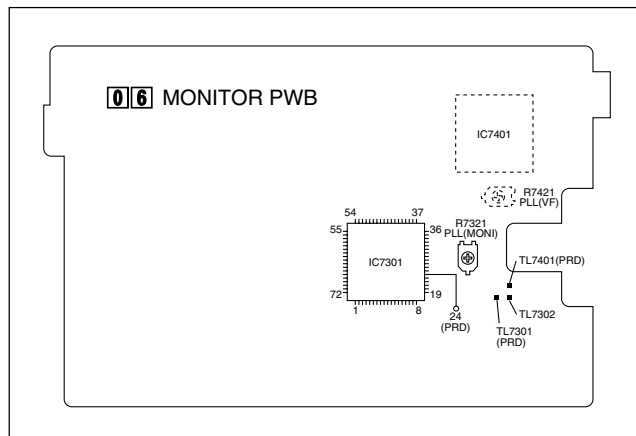 06 MONITOR PWB
IC7401
R7421
PLL(VF)
54
37
R7321
PLL(MONI)
55
36
IC7301
TL7401(PRD)
72
19
1
8
24
(PRD)
TL7302
TL7301
(PRD)